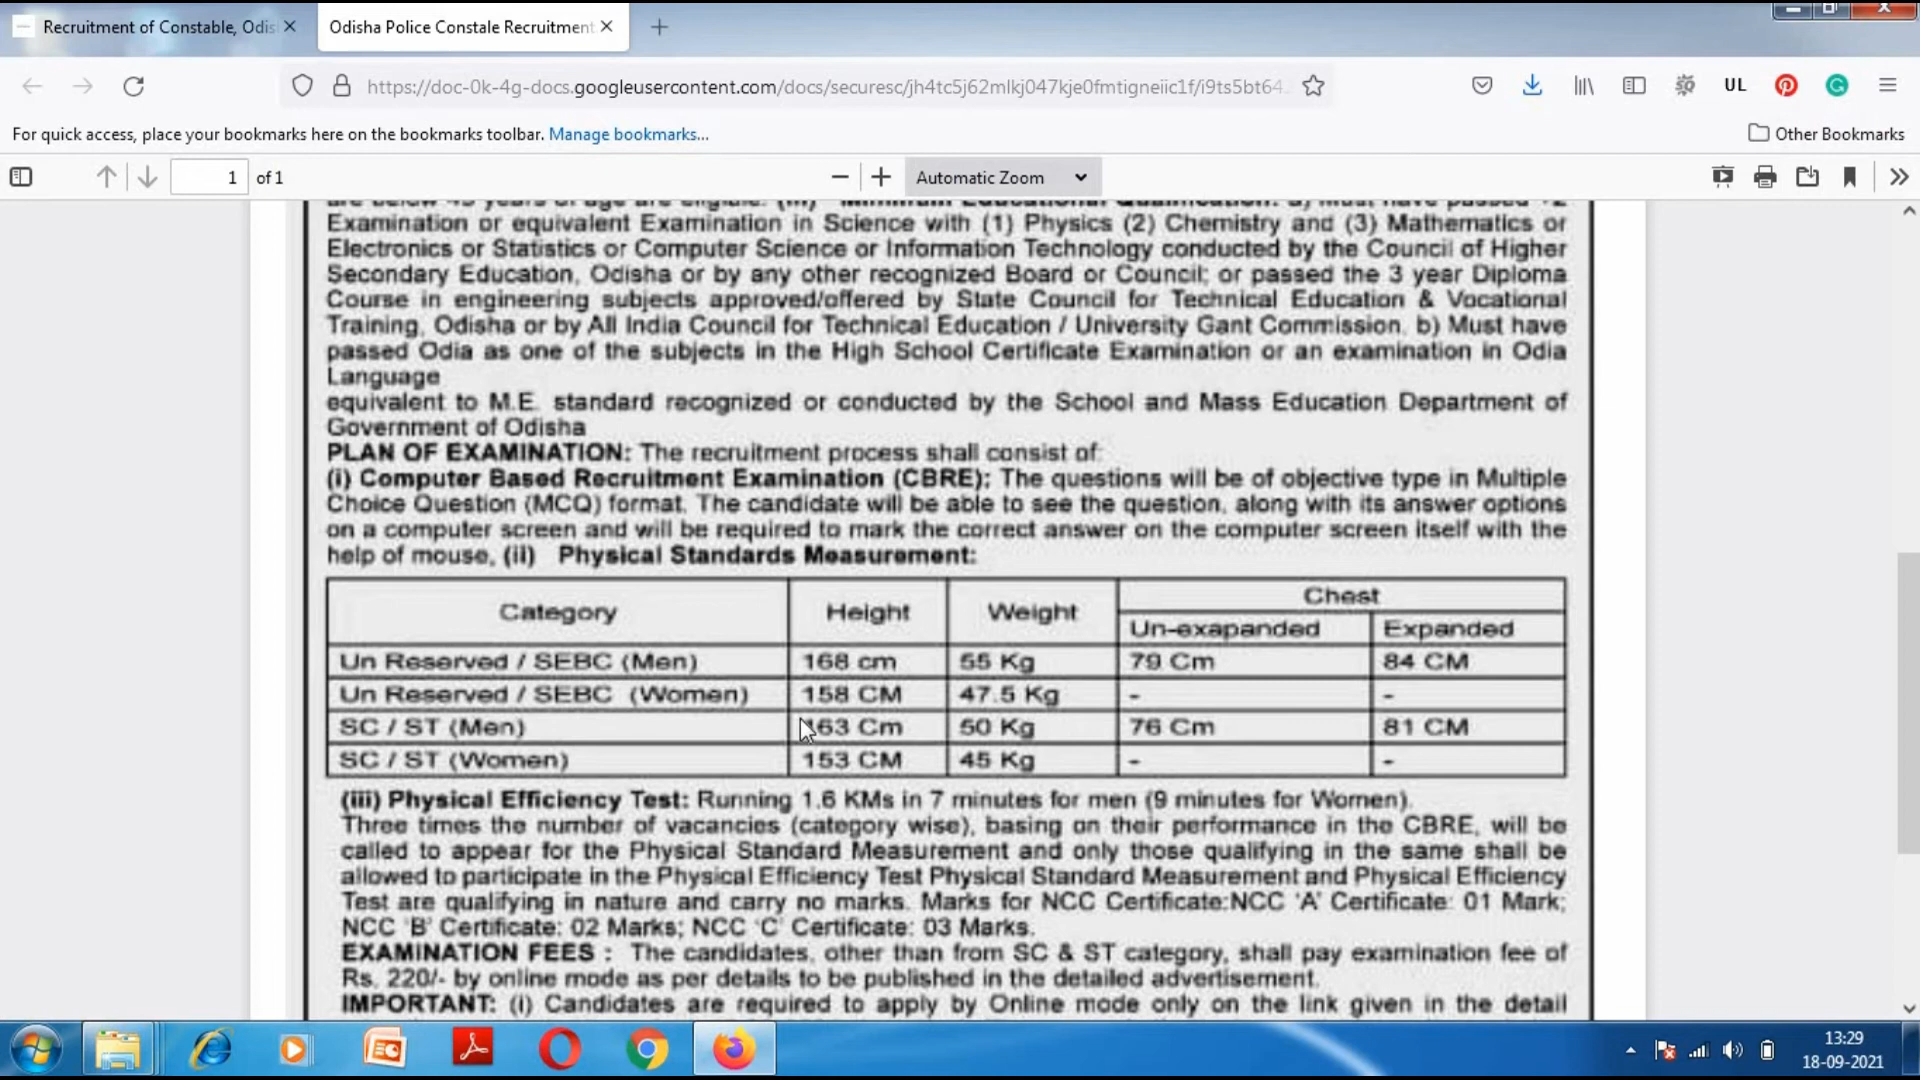 Recruitment of Constable, Odis
Odisha Police Constale Recruitment
https://doc-0k-4g-docs.googleusercontent.com/docs/securesc/jh4tc5j62mlkj047kje0fmtigneiic1f/i9ts5bt64
UL
For quick access, place your bookmarks here on the bookmarks toolbar. Manage bookmarks...
Other Bookmarks
1 of 1
Automatic Zoom
are below 45 years of age are eligible. (iii) Minimum Educational Qualification: a) Must have passed +2
Examination or equivalent Examination in Science with (1) Physics (2) Chemistry and (3) Mathematics or
Electronics or Statistics or Computer Science or Information Technology conducted by the Council of Higher
Secondary Education, Odisha or by any other recognized Board or Council; or passed the 3 year Diploma
Course in engineering subjects approved/offered by State Council for Technical Education & Vocational
Training, Odisha or by All India Council for Technical Education / University Gant Commission. b) Must have
passed Odia as one of the subjects in the High School Certificate Examination or an examination in Odia
Language
equivalent to M.E. standard recognized or conducted by the School and Mass Education Department of
Government of Odisha
PLAN OF EXAMINATION: The recruitment process shall consist of:
(i) Computer Based Recruitment Examination (CBRE); The questions will be of objective type in Multiple
Choice Question (MCQ) format. The candidate will be able to see the question, along with its answer options
on a computer screen and will be required to mark the correct answer on the computer screen itself with the
help of mouse, (ii) Physical Standards Measurement:
Category Height Weight Chest
Un-exapanded Expanded
Un Reserved / SEBC (Men) 168 cm 55 Kg 79 Cm 84 CM
Un Reserved / SEBC (Women) 158 CM 47.5 Kg - -
SC / ST (Men) 163 Cm 50 Kg 76 Cm 81 CM
SC / ST (Women) 153 CM 45 Kg - -
(iii) Physical Efficiency Test: Running 1.6 KMs in 7 minutes for men (9 minutes for Women).
Three times the number of vacancies (category wise), basing on their performance in the CBRE, will be
called to appear for the Physical Standard Measurement and only those qualifying in the same shall be
allowed to participate in the Physical Efficiency Test Physical Standard Measurement and Physical Efficiency
Test are qualifying in nature and carry no marks. Marks for NCC Certificate:NCC 'A' Certificate: 01 Mark;
NCC 'B' Certificate: 02 Marks; NCC 'C' Certificate: 03 Marks.
EXAMINATION FEES : The candidates, other than from SC & ST category, shall pay examination fee of
Rs. 220/- by online mode as per details to be published in the detailed advertisement.
IMPORTANT: (i) Candidates are required to apply by Online mode only on the link given in the detail
13:29
18-09-2021